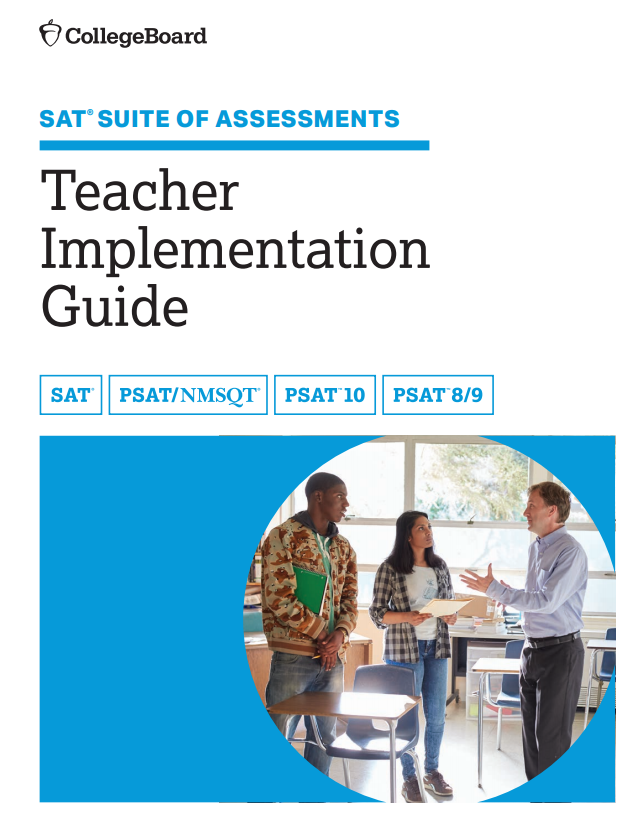 CollegeBoard
SAT® SUITE OF ASSESSMENTS
Teacher
Implementation
Guide
SAT® PSAT/NMSQT® PSAT™ 10 PSAT™ 8/9